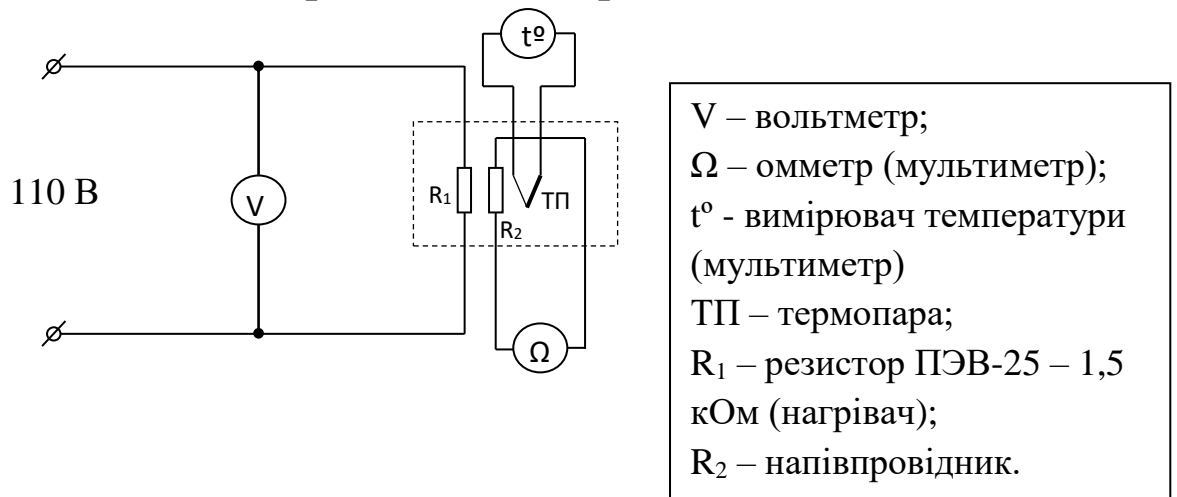 tº
110 В
V
R₁
R₂
ТП
Ω
V – вольтметр;
Ω – омметр (мультиметр);
tº - вимірювач температури
(мультиметр)
ТП – термопара;
R₁ – резистор ПЭВ-25 – 1,5
кОм (нагрівач);
R₂ – напівпровідник.